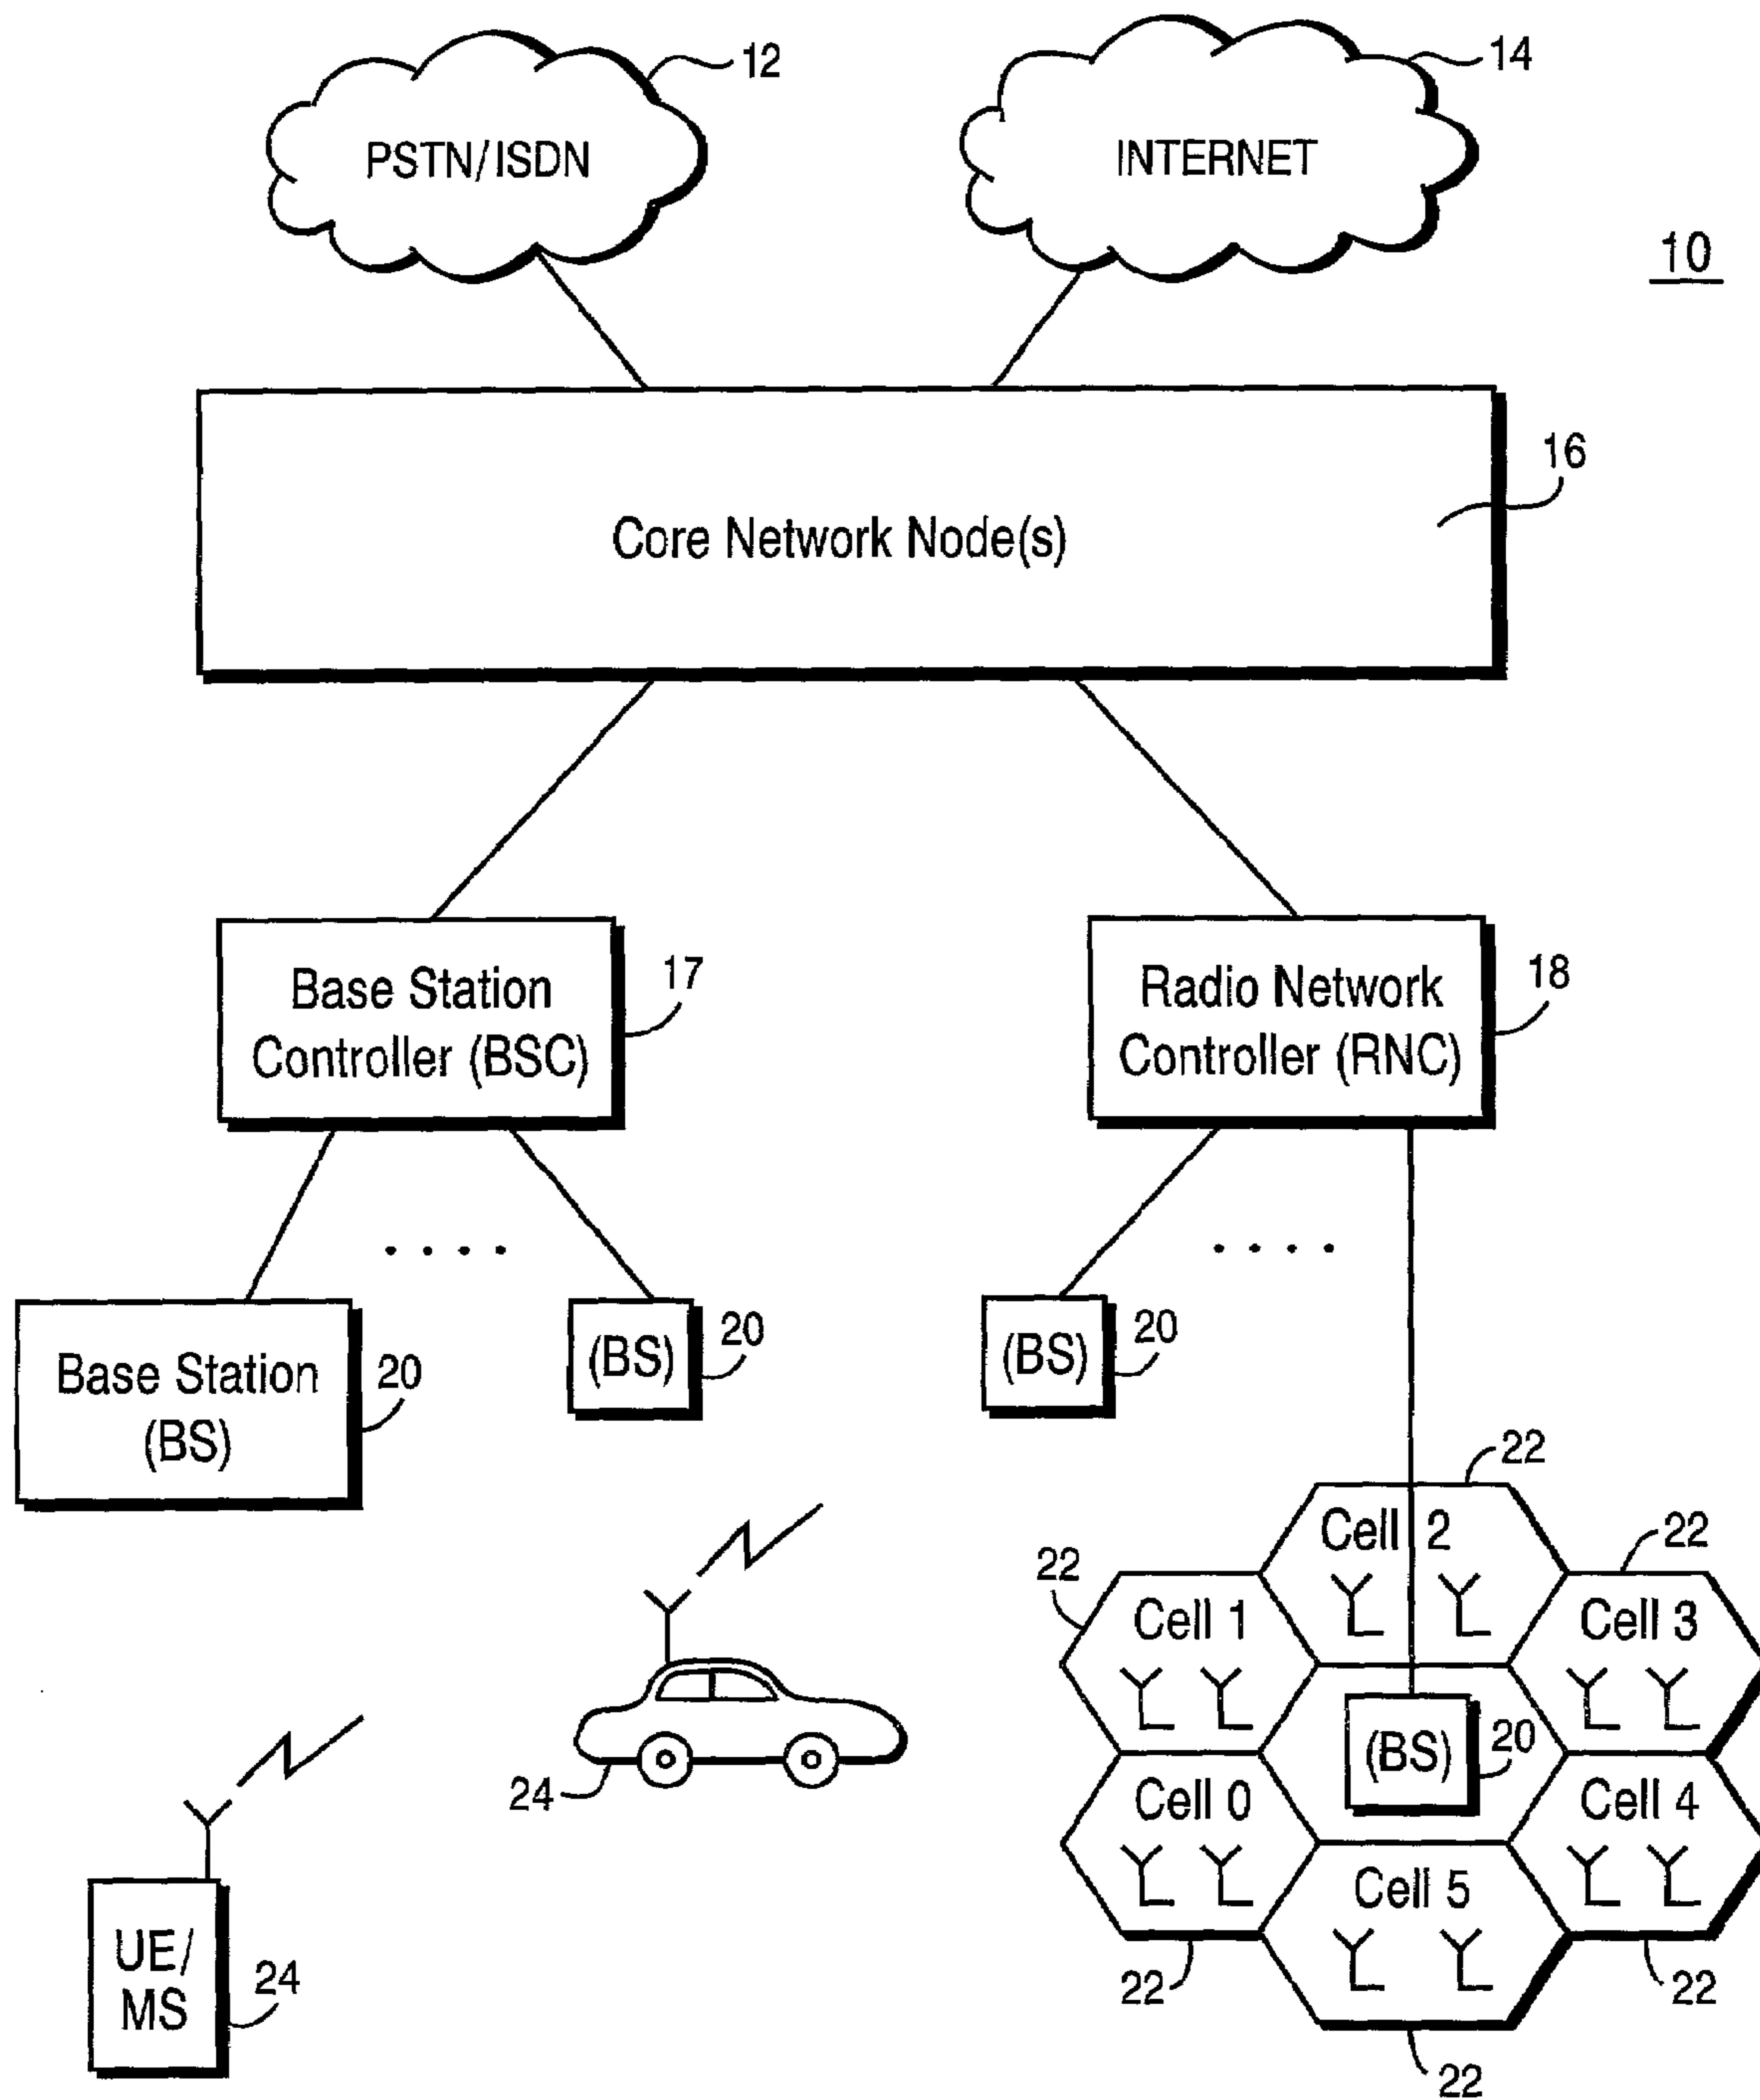 12
14
PSTN/ISDN
INTERNET
10
16
Core Network Node(s)
Base Station
Controller (BSC)
17
Radio Network
Controller (RNC)
18
. . . .
. . . .
Base Station
(BS)
20
(BS)
20
(BS)
20
22
Cell 2
22
22
Cell 1
Cell 3
(BS)
20
24
Cell 0
Cell 4
Cell 5
UE/
MS
24
22
22
22